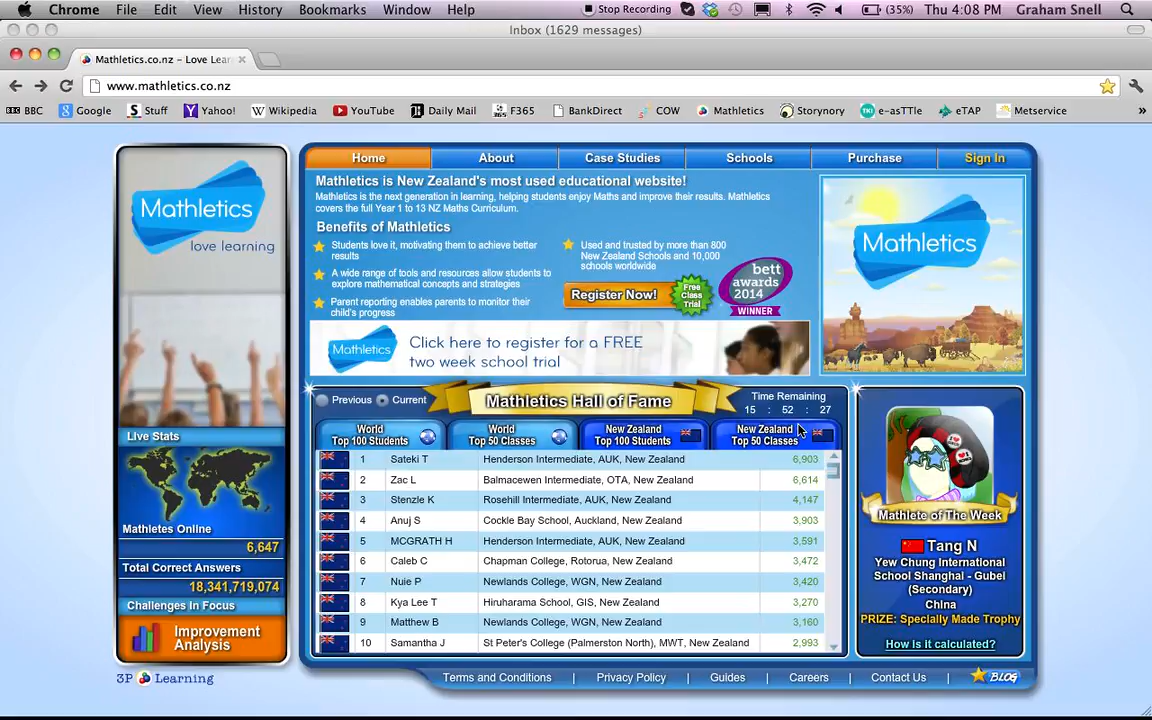 Chrome File Edit View History Bookmarks Window Help Stop Recording (35%) Thu 4:08 PM Graham Snell
Inbox (1629 messages)
Mathletics.co.nz – Love Lear
www.mathletics.co.nz
BBC Google Stuff Yahoo! Wikipedia YouTube Daily Mail F365 BankDirect COW Mathletics Storynory e-asTTle eTAP Metservice »
Mathletics
love learning
Live Stats
Mathletes Online
6,647
Total Correct Answers
18,341,719,074
Challenges In Focus
Improvement
Analysis
3P Learning
Home About Case Studies Schools Purchase Sign In
Mathletics is New Zealand's most used educational website!
Mathletics is the next generation in learning, helping students enjoy Maths and improve their results. Mathletics
covers the full Year 1 to 13 NZ Maths Curriculum.
Benefits of Mathletics
Students love it, motivating them to achieve better
results
A wide range of tools and resources allow students to
explore mathematical concepts and strategies
Parent reporting enables parents to monitor their
child's progress
Used and trusted by more than 800
New Zealand Schools and 10,000
schools worldwide
Register Now!
Free
Class
Trial
bett
awards
2014
WINNER
Mathletics
Mathletics
Click here to register for a FREE
two week school trial
Previous Current
Mathletics Hall of Fame
Time Remaining
15 : 52 : 27
World
Top 100 Students
World
Top 50 Classes
New Zealand
Top 100 Students
New Zealand
Top 50 Classes
1 Sateki T Henderson Intermediate, AUK, New Zealand 6,903
2 Zac L Balmacewen Intermediate, OTA, New Zealand 6,614
3 Stenzle K Rosehill Intermediate, AUK, New Zealand 4,147
4 Anuj S Cockle Bay School, Auckland, New Zealand 3,903
5 MCGRATH H Henderson Intermediate, AUK, New Zealand 3,591
6 Caleb C Chapman College, Rotorua, New Zealand 3,472
7 Nuie P Newlands College, WGN, New Zealand 3,420
8 Kya Lee T Hiruharama School, GIS, New Zealand 3,270
9 Matthew B Newlands College, WGN, New Zealand 3,160
10 Samantha J St Peter's College (Palmerston North), MWT, New Zealand 2,993
Mathlete of The Week
Tang N
Yew Chung International
School Shanghai - Gubei
(Secondary)
China
PRIZE: Specially Made Trophy
How is it calculated?
Terms and Conditions | Privacy Policy | Guides | Careers | Contact Us | BLOG